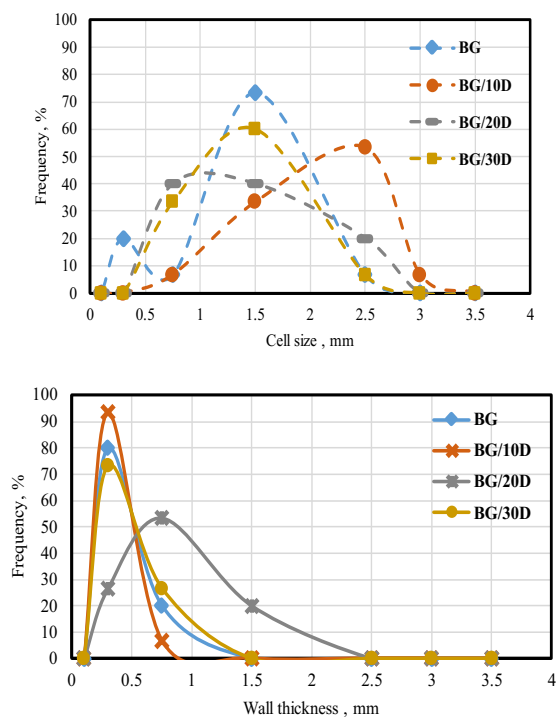 100
90
80
70
60
50
40
30
20
10
0
Frequency, %
BG
BG/10D
BG/20D
BG/30D
0 0.5 1 1.5 2 2.5 3 3.5 4
Cell size , mm
100
90
80
70
60
50
40
30
20
10
0
Frequency, %
BG
BG/10D
BG/20D
BG/30D
0 0.5 1 1.5 2 2.5 3 3.5 4
Wall thickness , mm